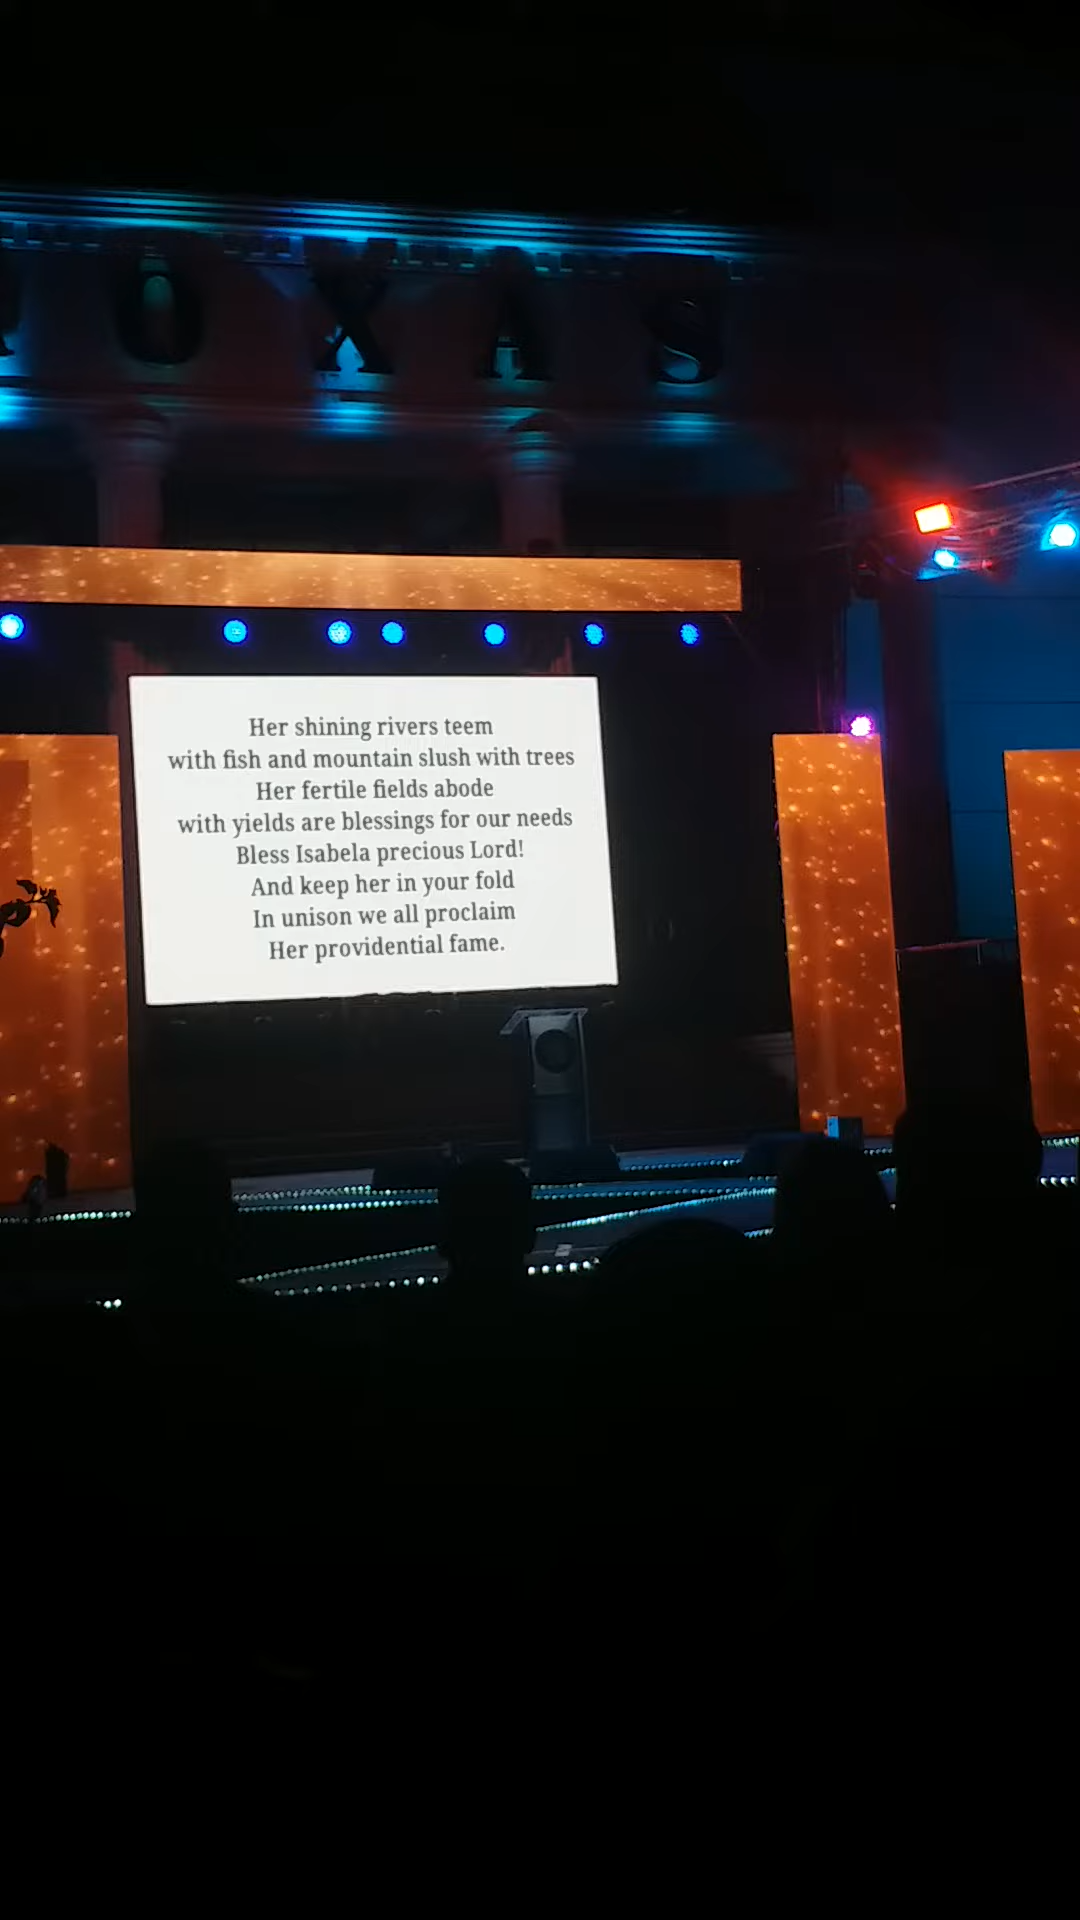 OXAS
Her shining rivers teem
with fish and mountain slush with trees
Her fertile fields abode
with yields are blessings for our needs
Bless Isabela precious Lord!
And keep her in your fold
In unison we all proclaim
Her providential fame.